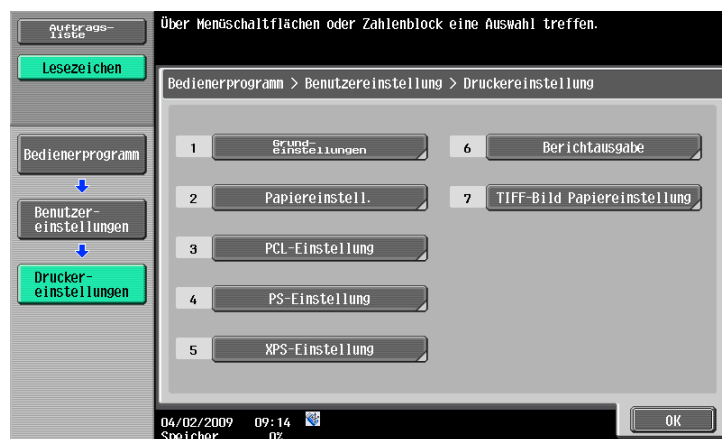 Auftrags-
liste
Über Menüschaltflächen oder Zahlenblock eine Auswahl treffen.
Lesezeichen
Bedienerprogramm > Benutzereinstellung > Druckereinstellung
Bedienerprogramm
Benutzer-
einstellungen
Drucker-
einstellungen
1 Grund-
einstellungen
2 Papiereinstell.
3 PCL-Einstellung
4 PS-Einstellung
5 XPS-Einstellung
6 Berichtausgabe
7 TIFF-Bild Papiereinstellung
04/02/2009 09:14
Speicher 0%
OK